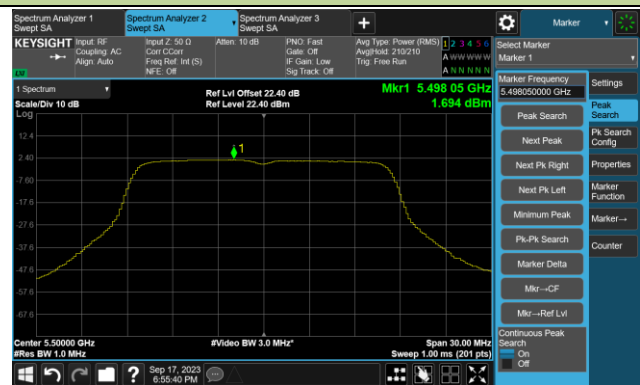 Spectrum Analyzer 1
Swept SA
Spectrum Analyzer 2
Swept SA
Spectrum Analyzer 3
Swept SA
+
Marker
KEYSIGHT
Input: RF
Coupling: AC
Align: Auto
Input Z: 50 Ω
Corr CCorr
Freq Ref: Int (S)
NFE: Off
Atten: 10 dB
PNO: Fast
Gate: Off
IF Gain: Low
Sig Track: Off
Avg Type: Power (RMS)
Avg|Hold: 210/210
Trig: Free Run
1 2 3 4 5 6
A W W W W W
A N N N N N
Select Marker
Marker 1
1 Spectrum
Scale/Div 10 dB
Log
Ref Lvl Offset 22.40 dB
Ref Level 22.40 dBm
Mkr1 5.498 05 GHz
1.694 dBm
1
12.4
2.40
-7.60
-17.6
-27.6
-37.6
-47.6
-57.6
-67.6
Center 5.50000 GHz
#Res BW 1.0 MHz
#Video BW 3.0 MHz*
Span 30.00 MHz
Sweep 1.00 ms (201 pts)
Marker Frequency
5.498050000 GHz
Peak Search
Next Peak
Next Pk Right
Next Pk Left
Minimum Peak
Pk-Pk Search
Marker Delta
Mkr→CF
Mkr→Ref Lvl
Continuous Peak
Search
On
Off
Settings
Peak
Search
Pk Search
Config
Properties
Marker
Function
Marker→
Counter
Sep 17, 2023
6:55:40 PM